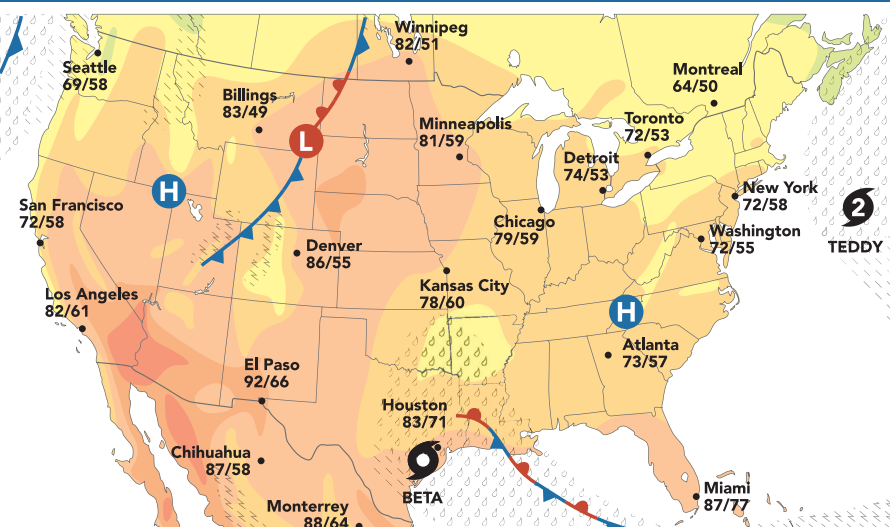 Winnipeg
82/51
Seattle
69/58
Montreal
64/50
Billings
83/49
Minneapolis
81/59
Toronto
72/53
L
Detroit
74/53
H
New York
72/58
2
San Francisco
72/58
Chicago
79/59
Washington
72/55
TEDDY
Denver
86/55
Kansas City
78/60
Los Angeles
82/61
H
Atlanta
73/57
El Paso
92/66
Houston
83/71
Chihuahua
87/58
BETA
Miami
87/77
Monterrey
88/64